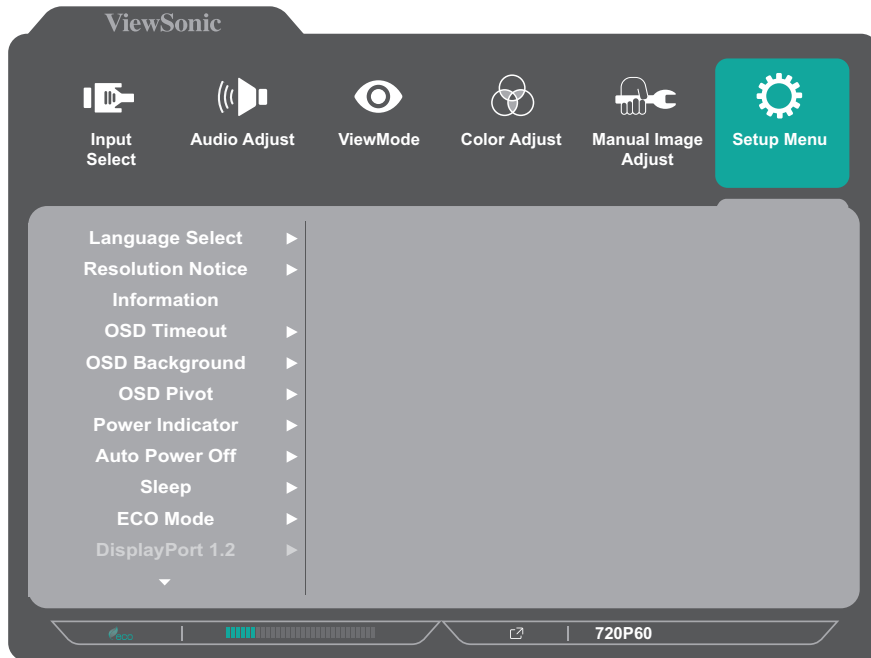 ViewSonic
Input
Select
Audio Adjust
ViewMode
Color Adjust
Manual Image
Adjust
Setup Menu
Language Select
Resolution Notice
Information
OSD Timeout
OSD Background
OSD Pivot
Power Indicator
Auto Power Off
Sleep
ECO Mode
DisplayPort 1.2
eco
720P60